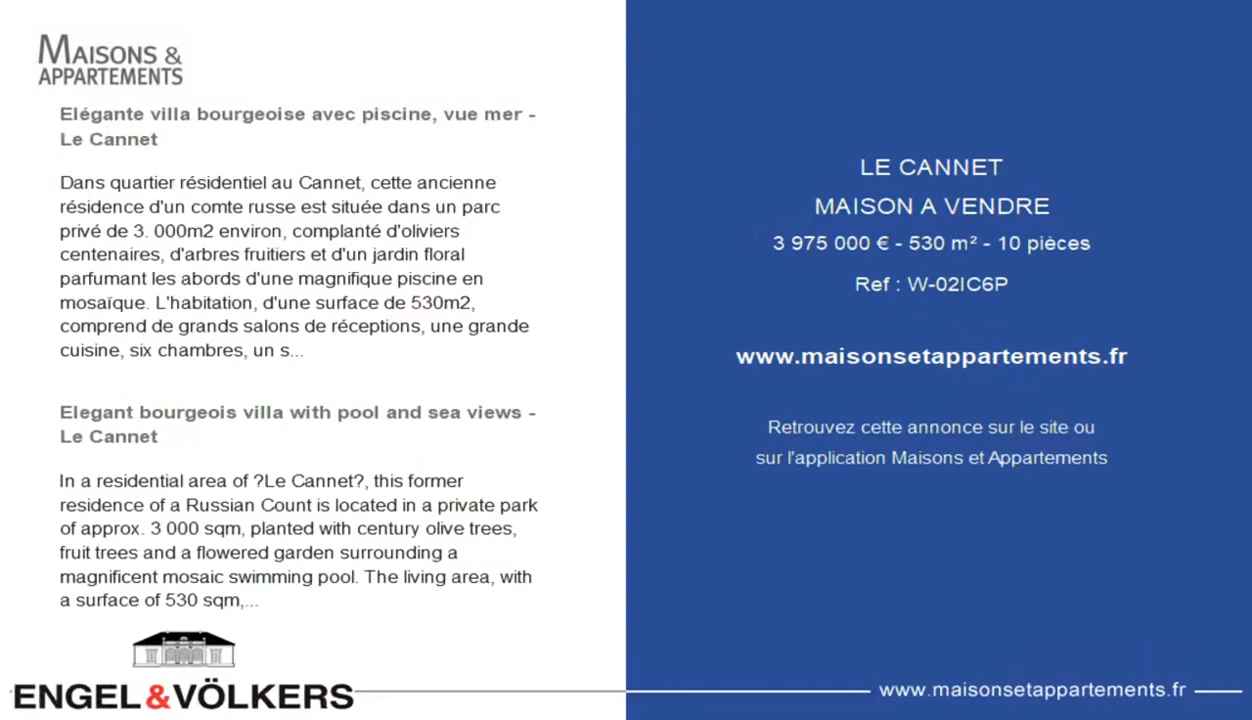 MAISONS &
APPARTEMENTS
Elégante villa bourgeoise avec piscine, vue mer -
Le Cannet
Dans quartier résidentiel au Cannet, cette ancienne
résidence d'un comte russe est située dans un parc
privé de 3. 000m2 environ, complanté d'oliviers
centenaires, d'arbres fruitiers et d'un jardin floral
parfumant les abords d'une magnifique piscine en
mosaïque. L'habitation, d'une surface de 530m2,
comprend de grands salons de réceptions, une grande
cuisine, six chambres, un s...
Elegant bourgeois villa with pool and sea views -
Le Cannet
In a residential area of ?Le Cannet?, this former
residence of a Russian Count is located in a private park
of approx. 3 000 sqm, planted with century olive trees,
fruit trees and a flowered garden surrounding a
magnificent mosaic swimming pool. The living area, with
a surface of 530 sqm,...
ENGEL&VÖLKERS
LE CANNET
MAISON A VENDRE
3 975 000 € - 530 m² - 10 pièces
Ref : W-02IC6P
www.maisonsetappartements.fr
Retrouvez cette annonce sur le site ou
sur l'application Maisons et Appartements
www.maisonsetappartements.fr